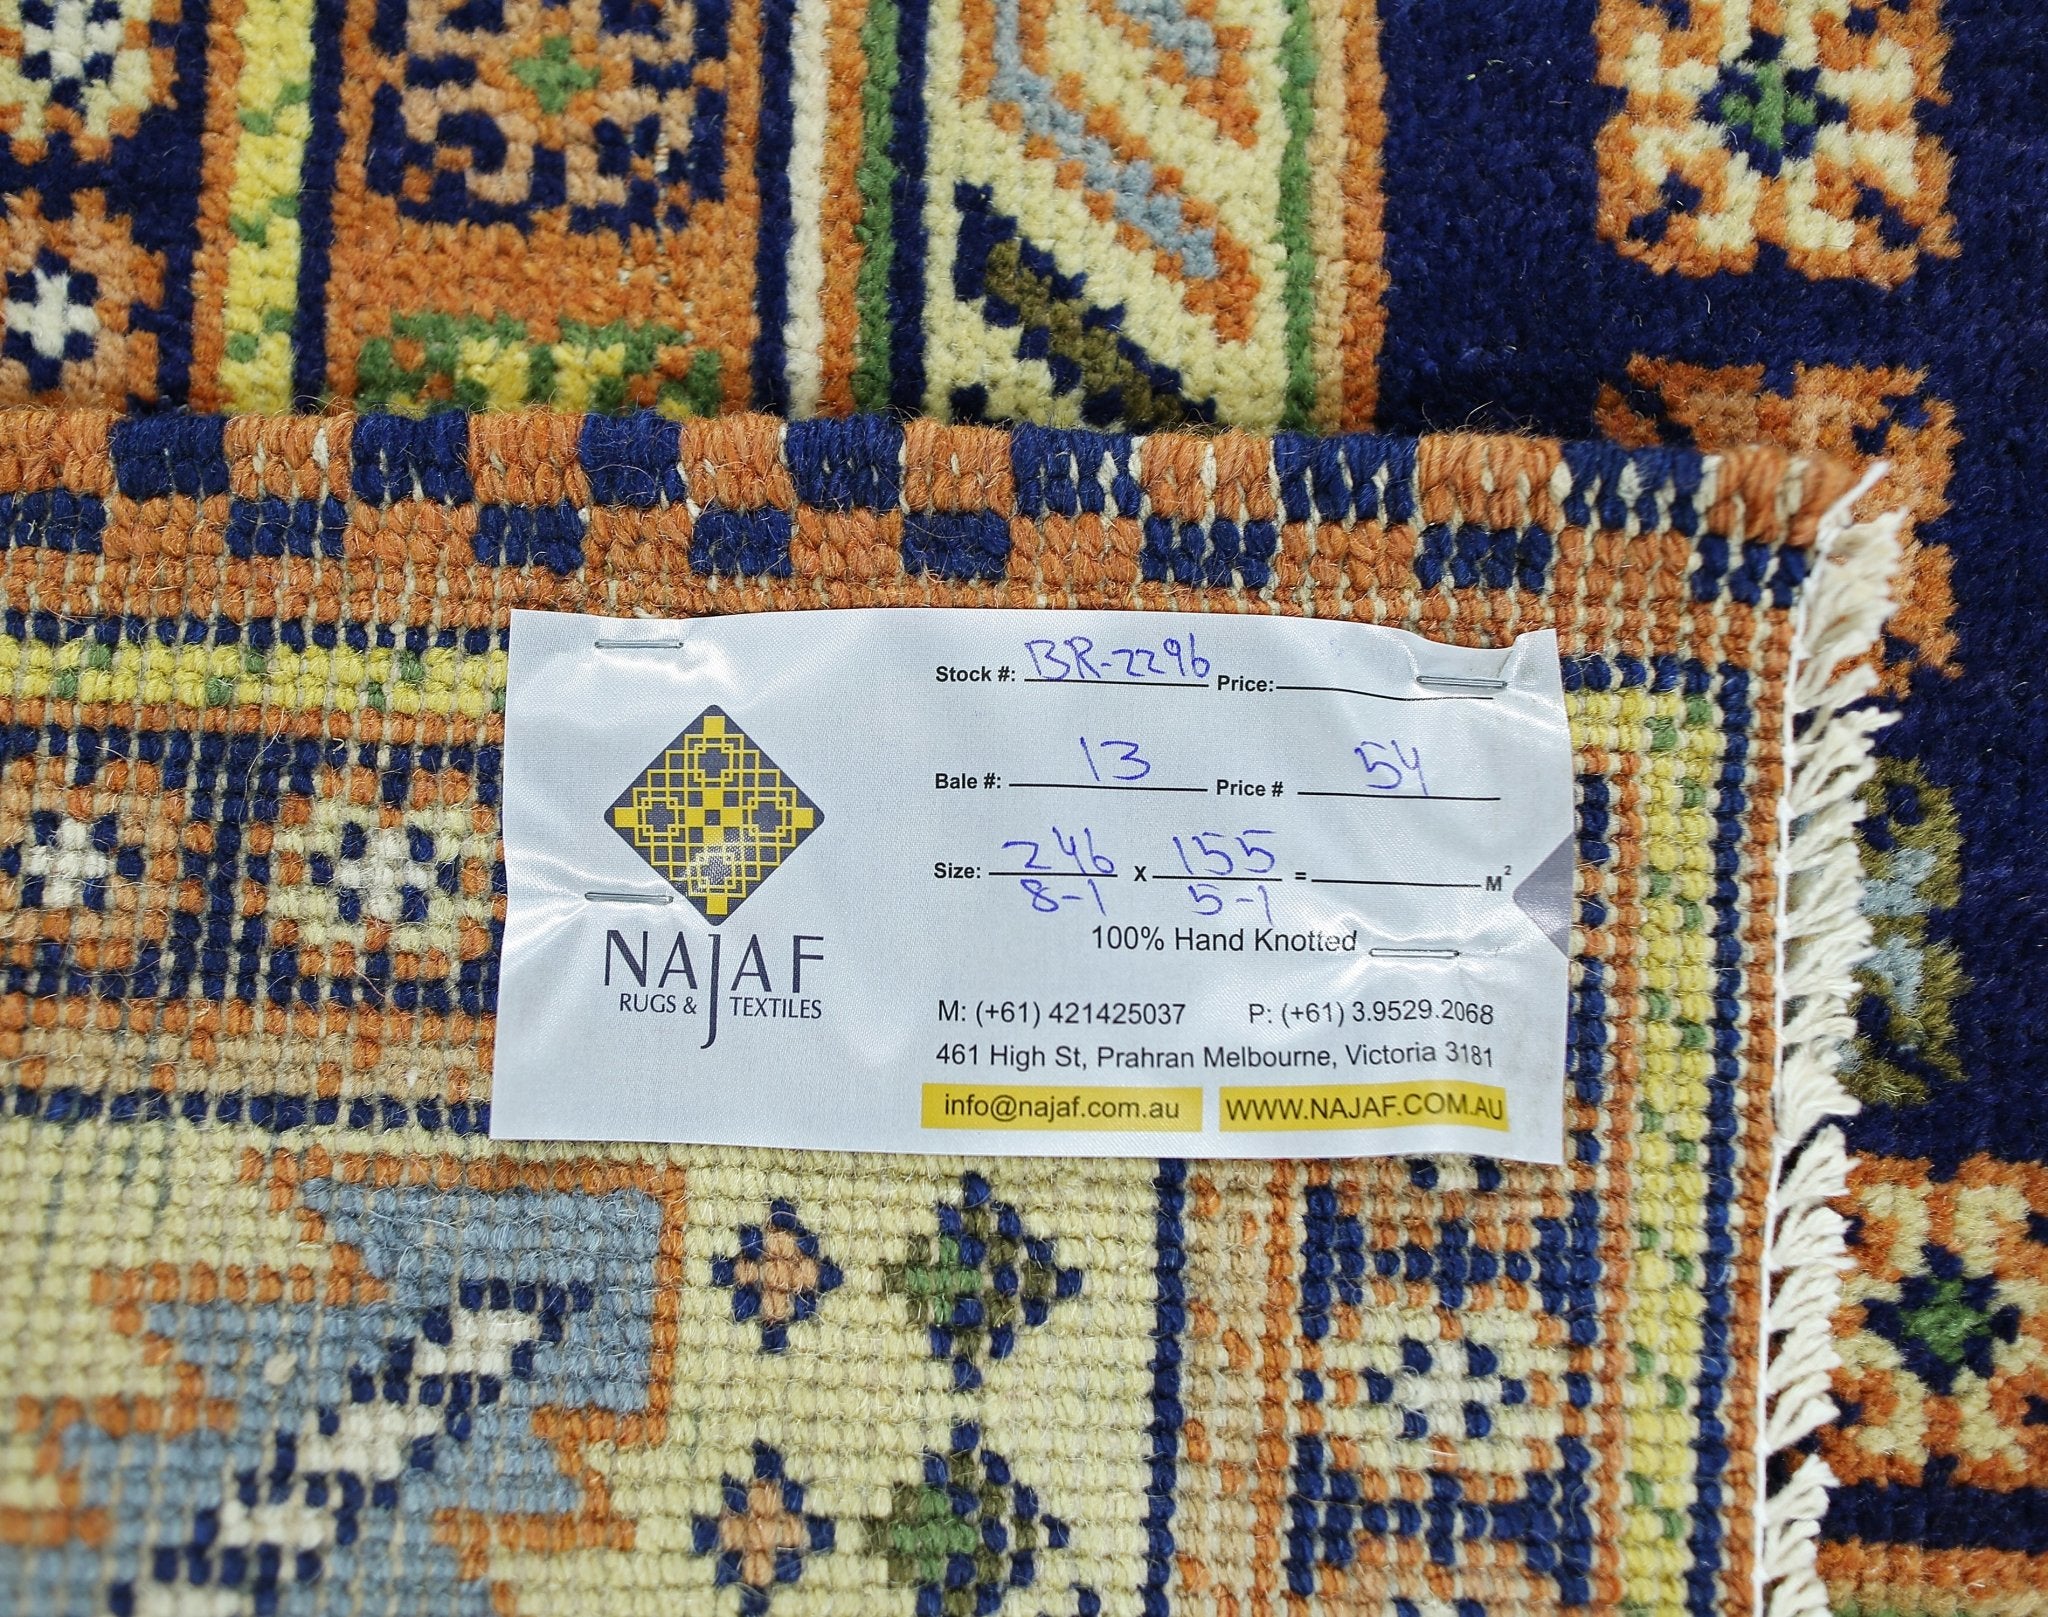 Stock #: BR-2296 Price:
Bale #: 13 Price # 54
Size: 246 x 155 = M²
8-1 5-1
100% Hand Knotted
NAJAF
RUGS & TEXTILES
M: (+61) 421425037 P: (+61) 3.9529.2068
461 High St, Prahran Melbourne, Victoria 3181
info@najaf.com.au WWW.NAJAF.COM.AU